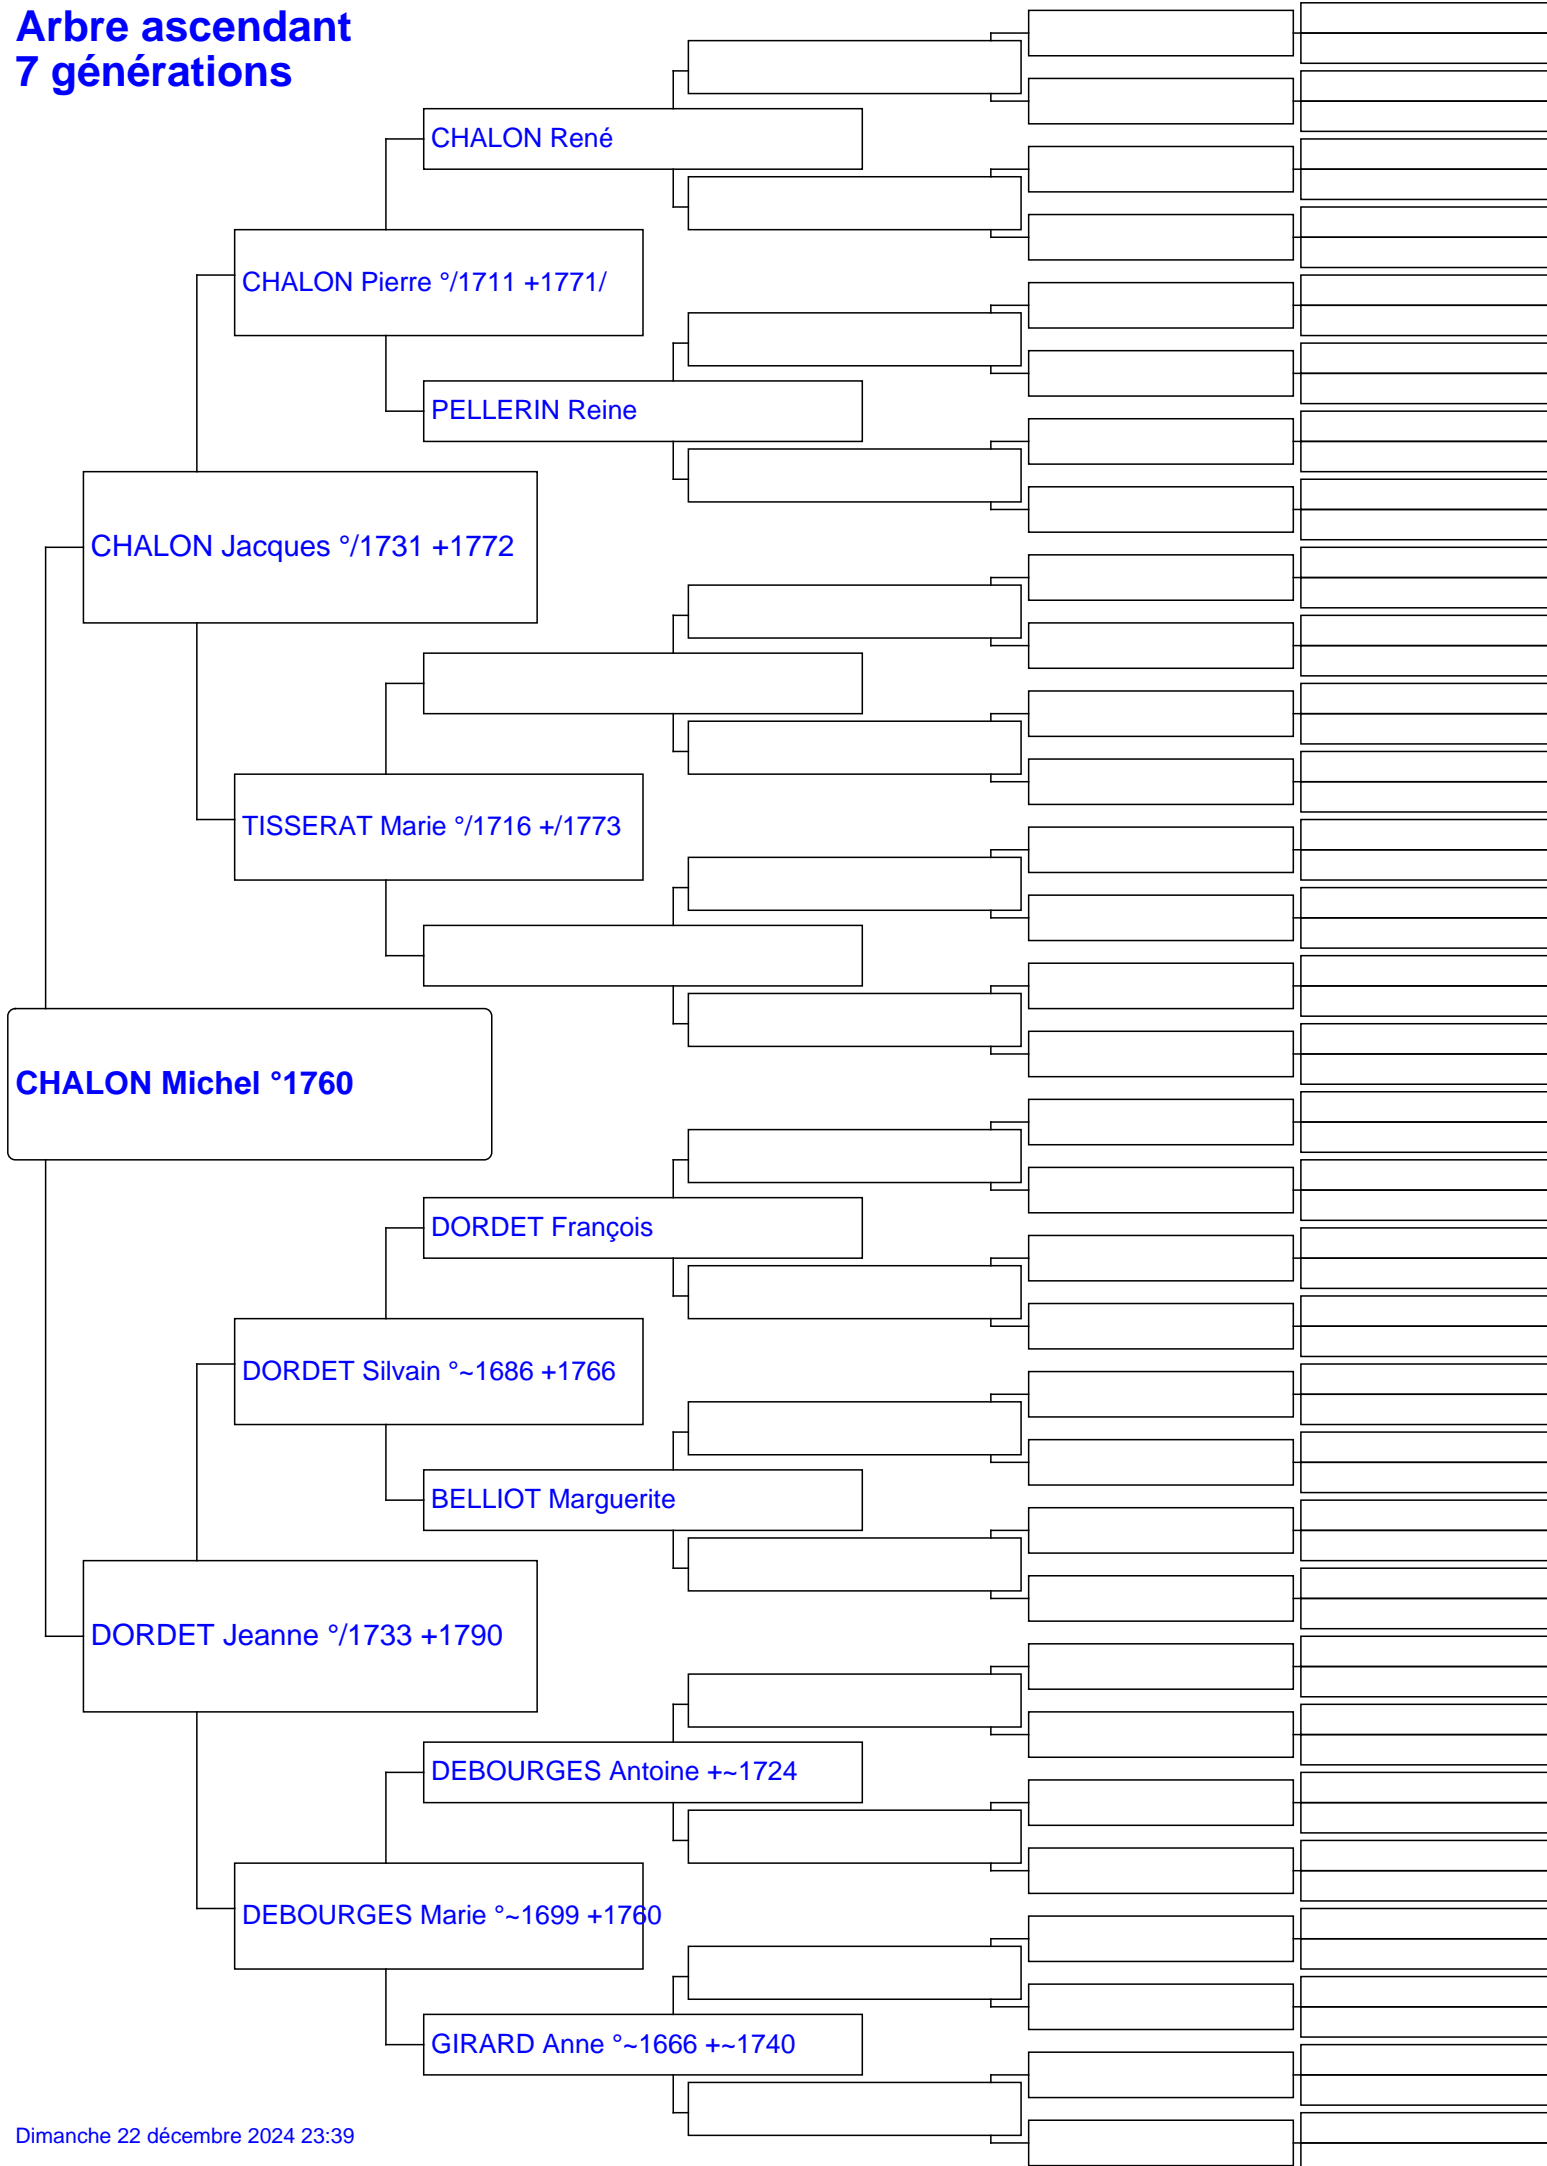 Arbre ascendant
7 générations
CHALON René
CHALON Pierre °/1711 +1771/
PELLERIN Reine
CHALON Jacques °/1731 +1772
TISSERAT Marie °/1716 +/1773
CHALON Michel °1760
DORDET François
DORDET Silvain °~1686 +1766
BELLIOT Marguerite
DORDET Jeanne °/1733 +1790
DEBOURGES Antoine +~1724
DEBOURGES Marie °~1699 +1760
GIRARD Anne °~1666 +~1740
Dimanche 22 décembre 2024 23:39